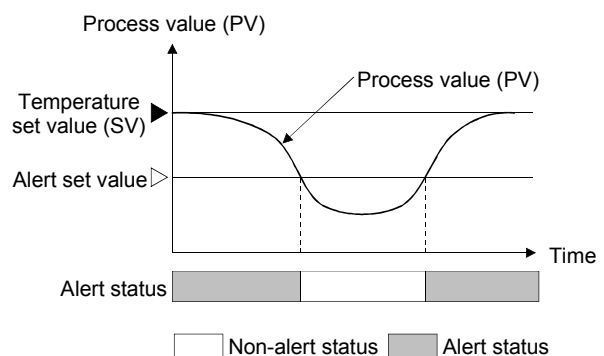 Process value (PV)
Process value (PV)
Temperature
set value (SV)
Alert set value
Time
Alert status
Non-alert status
Alert status